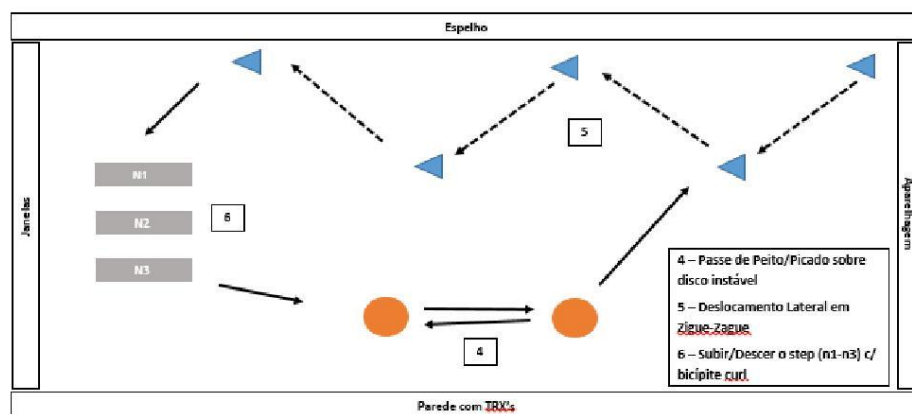 Espelho
Janelas
Aparelhagem
5
N1
N2
N3
6
4
4 – Passe de Peito/Picado sobre
disco instável
5 – Deslocamento Lateral em
Zigue-Zague
6 – Subir/Descer o step (n1-n3) c/
bicípite curl
Parede com TRX's